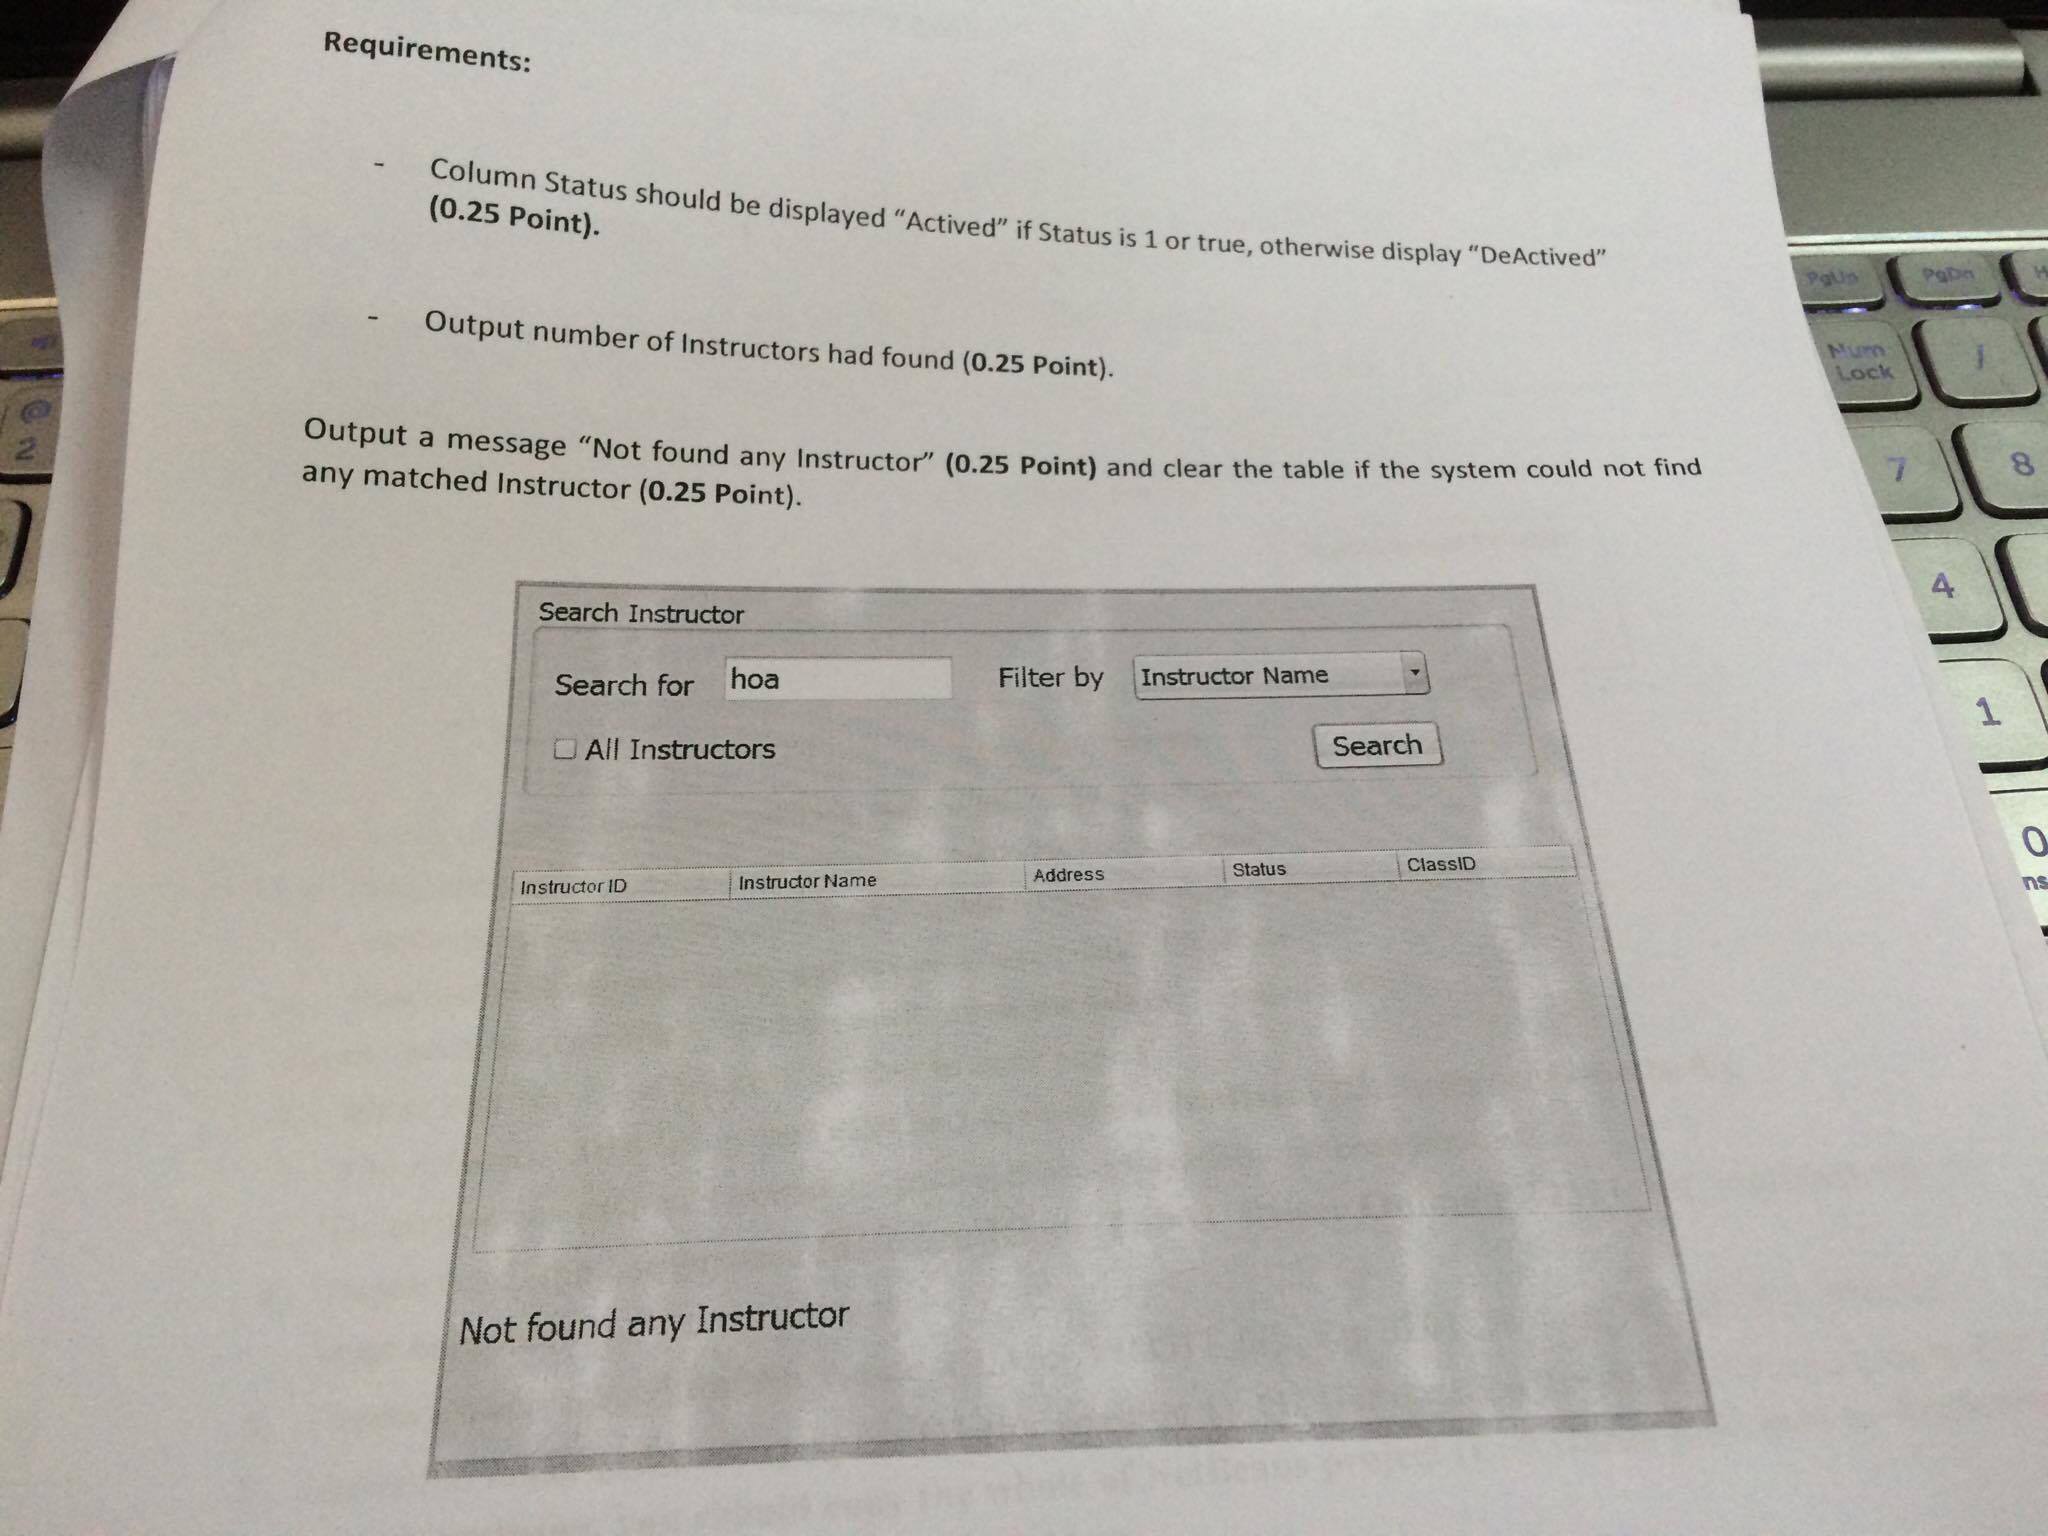 Requirements:
- Column Status should be displayed “Actived” if Status is 1 or true, otherwise display “DeActived”
(0.25 Point).
- Output number of Instructors had found (0.25 Point).
Output a message “Not found any Instructor” (0.25 Point) and clear the table if the system could not find
any matched Instructor (0.25 Point).
Search Instructor
Search for hoa Filter by Instructor Name
All Instructors Search
Instructor ID Instructor Name Address Status ClassID
Not found any Instructor
PgUp PgDn
Num
Lock /
7 8
4
1
0
@
2